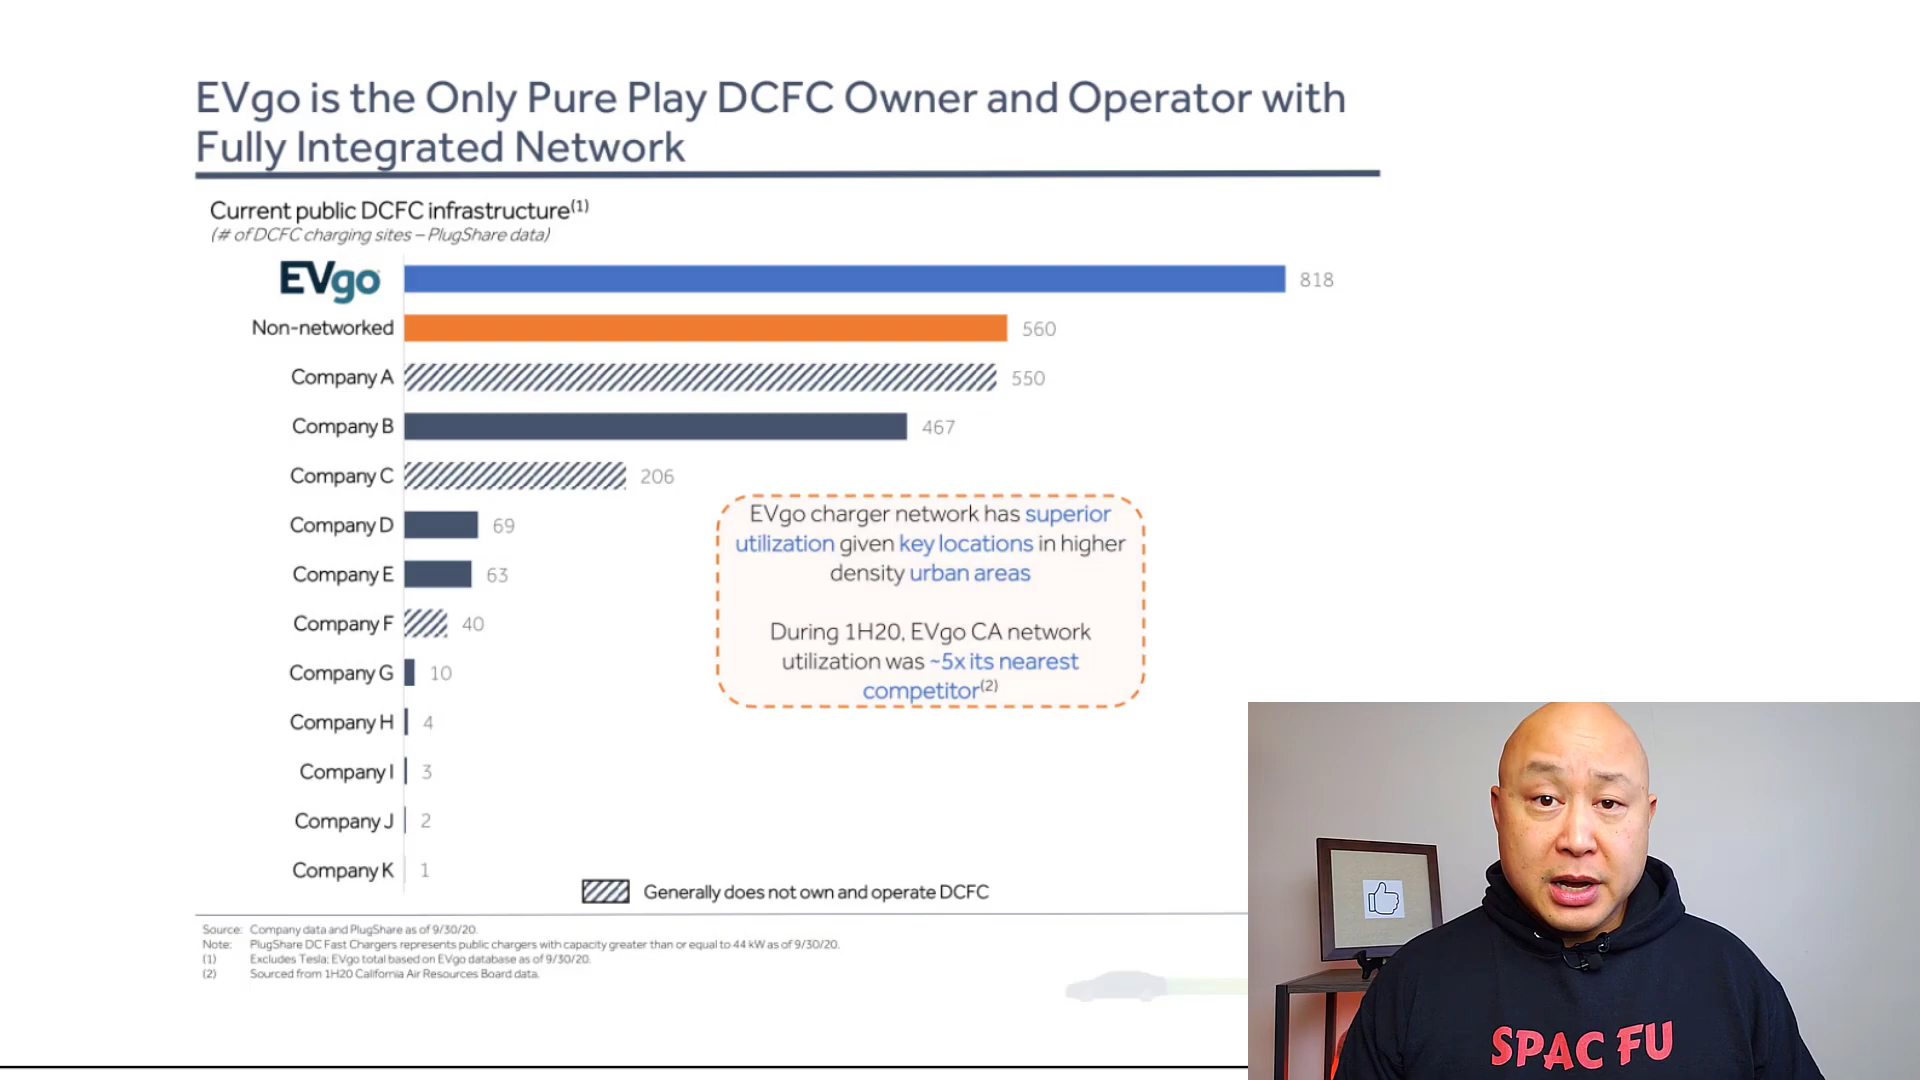 EVgo is the Only Pure Play DCFC Owner and Operator with
Fully Integrated Network
Current public DCFC infrastructure(1)
(# of DCFC charging sites – PlugShare data)
EVgo 818
Non-networked 560
Company A 550
Company B 467
Company C 206
Company D 69
Company E 63
Company F 40
Company G 10
Company H 4
Company I 3
Company J 2
Company K 1
EVgo charger network has superior
utilization given key locations in higher
density urban areas
During 1H20, EVgo CA network
utilization was ~5x its nearest
competitor(2)
Generally does not own and operate DCFC
Source: Company data and PlugShare as of 9/30/20.
Note: PlugShare DC Fast Chargers represents public chargers with capacity greater than or equal to 44 kW as of 9/30/20.
(1) Excludes Tesla; EVgo total based on EVgo database as of 9/30/20.
(2) Sourced from 1H20 California Air Resources Board data.
SPAC FU